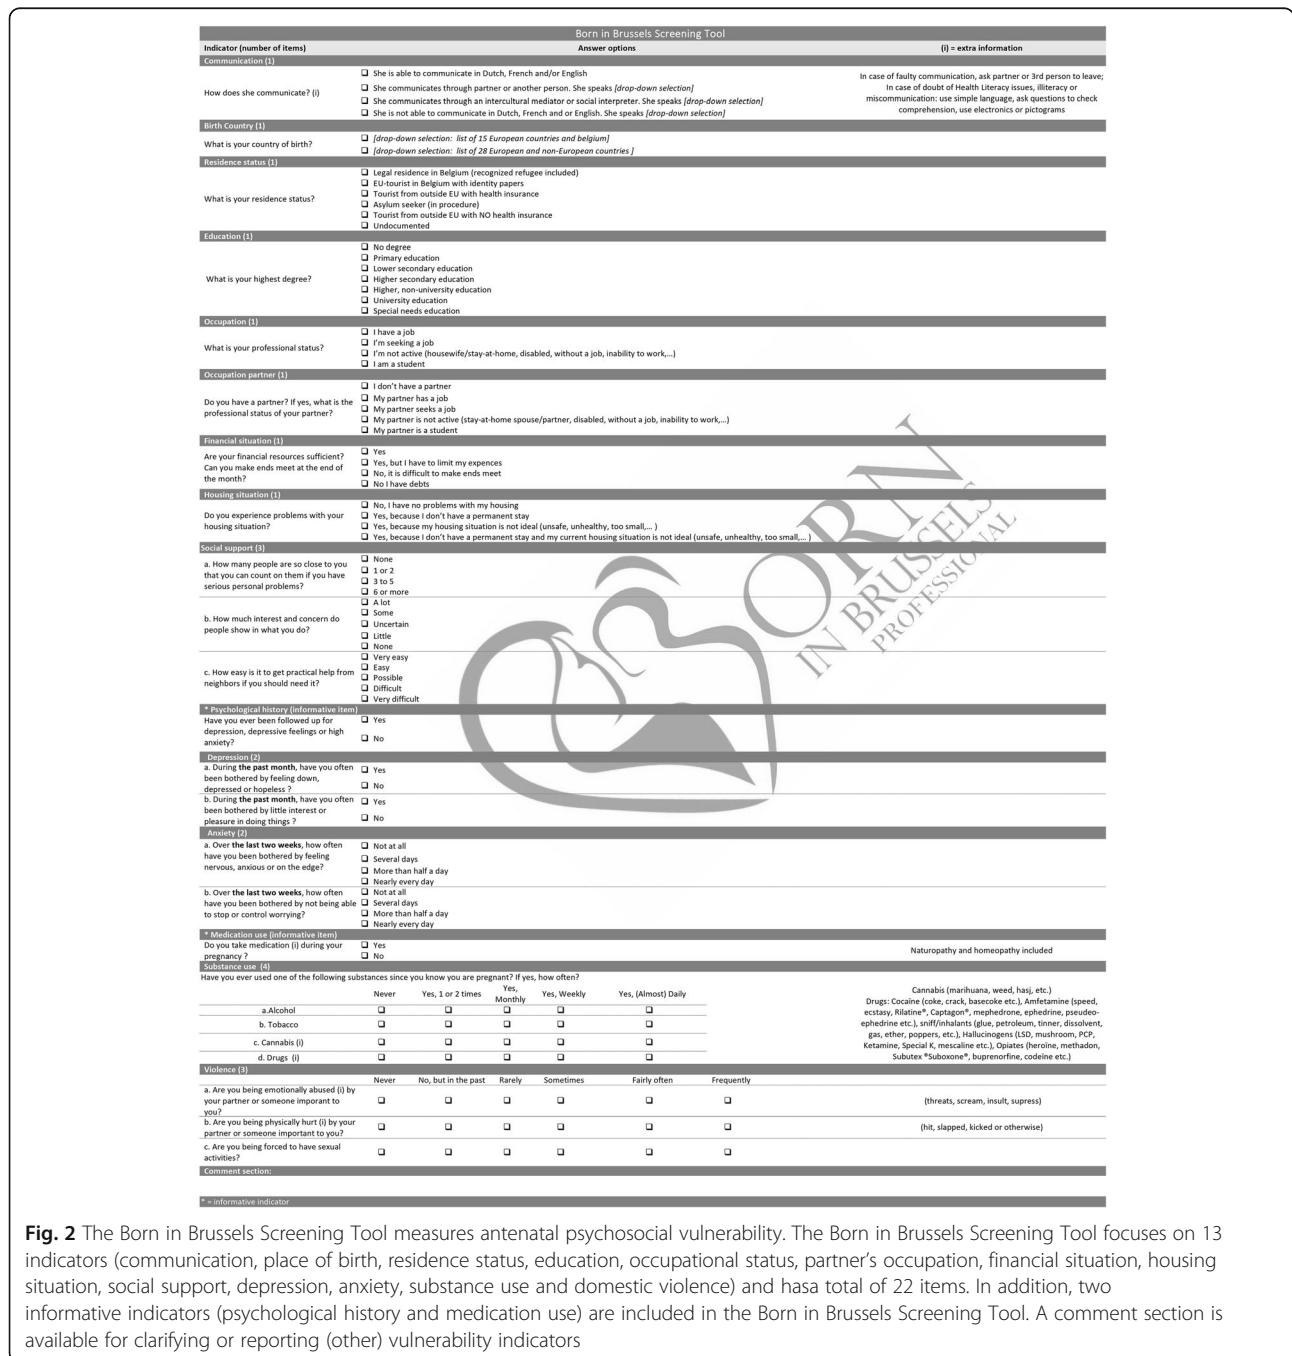 Born in Brussels Screening Tool
Indicator (number of items) Answer options (i) = extra information
Communication (1)
How does she communicate? (i)
❑ She is able to communicate in Dutch, French and/or English
❑ She communicates through partner or another person. She speaks [drop-down selection]
❑ She communicates through an intercultural mediator or social interpreter. She speaks [drop-down selection]
❑ She is not able to communicate in Dutch, French and or English. She speaks [drop-down selection]
In case of faulty communication, ask partner or 3rd person to leave;
In case of doubt of Health Literacy issues, illiteracy or
miscommunication: use simple language, ask questions to check
comprehension, use electronics or pictograms
Birth Country (1)
What is your country of birth?
❑ [drop-down selection: list of 15 European countries and belgium]
❑ [drop-down selection: list of 28 European and non-European countries ]
Residence status (1)
What is your residence status?
❑ Legal residence in Belgium (recognized refugee included)
❑ EU-tourist in Belgium with identity papers
❑ Tourist from outside EU with health insurance
❑ Asylum seeker (in procedure)
❑ Tourist from outside EU with NO health insurance
❑ Undocumented
Education (1)
What is your highest degree?
❑ No degree
❑ Primary education
❑ Lower secondary education
❑ Higher secondary education
❑ Higher, non-university education
❑ University education
❑ Special needs education
Occupation (1)
What is your professional status?
❑ I have a job
❑ I'm seeking a job
❑ I'm not active (housewife/stay-at-home, disabled, without a job, inability to work,...)
❑ I am a student
Occupation partner (1)
Do you have a partner? If yes, what is the
professional status of your partner?
❑ I don't have a partner
❑ My partner has a job
❑ My partner seeks a job
❑ My partner is not active (stay-at-home spouse/partner, disabled, without a job, inability to work,...)
❑ My partner is a student
Financial situation (1)
Are your financial resources sufficient?
Can you make ends meet at the end of
the month?
❑ Yes
❑ Yes, but I have to limit my expences
❑ No, it is difficult to make ends meet
❑ No I have debts
Housing situation (1)
Do you experience problems with your
housing situation?
❑ No, I have no problems with my housing
❑ Yes, because I don't have a permanent stay
❑ Yes, because my housing situation is not ideal (unsafe, unhealthy, too small,... )
❑ Yes, because I don't have a permanent stay and my current housing situation is not ideal (unsafe, unhealthy, too small,... )
Social support (3)
a. How many people are so close to you
that you can count on them if you have
serious personal problems?
❑ None
❑ 1 or 2
❑ 3 to 5
❑ 6 or more
b. How much interest and concern do
people show in what you do?
❑ A lot
❑ Some
❑ Uncertain
❑ Little
❑ None
c. How easy is it to get practical help from
neighbors if you should need it?
❑ Very easy
❑ Easy
❑ Possible
❑ Difficult
❑ Very difficult
BORN
IN BRUSSELS
PROFESSIONAL
* Psychological history (informative item)
Have you ever been followed up for
depression, depressive feelings or high
anxiety?
❑ Yes
❑ No
Depression (2)
a. During the past month, have you often
been bothered by feeling down,
depressed or hopeless ?
❑ Yes
❑ No
b. During the past month, have you often
been bothered by little interest or
pleasure in doing things ?
❑ Yes
❑ No
Anxiety (2)
a. Over the last two weeks, how often
have you been bothered by feeling
nervous, anxious or on the edge?
❑ Not at all
❑ Several days
❑ More than half a day
❑ Nearly every day
b. Over the last two weeks, how often
have you been bothered by not being able
to stop or control worrying?
❑ Not at all
❑ Several days
❑ More than half a day
❑ Nearly every day
* Medication use (informative item)
Do you take medication (i) during your
pregnancy ?
❑ Yes
❑ No
Naturopathy and homeopathy included
Substance use (4)
Have you ever used one of the following substances since you know you are pregnant? If yes, how often?
Never Yes, 1 or 2 times Yes, Monthly Yes, Weekly Yes, (Almost) Daily
a.Alcohol ❑ ❑ ❑ ❑ ❑
b. Tobacco ❑ ❑ ❑ ❑ ❑
c. Cannabis (i) ❑ ❑ ❑ ❑ ❑
d. Drugs (i) ❑ ❑ ❑ ❑ ❑
Cannabis (marihuana, weed, hasj, etc.)
Drugs: Cocaïne (coke, crack, basecoke etc.), Amfetamine (speed,
ecstasy, Rilatine®, Captagon®, mephedrone, ephedrine, pseudo-
ephedrine etc.), sniff/inhalants (glue, petroleum, tinner, dissolvent,
gas, ether, poppers, etc.), Hallucinogens (LSD, mushroom, PCP,
Ketamine, Special K, mescaline etc.), Opiates (heroïne, methadon,
Subutex ®Suboxone®, buprenorfine, codeïne etc.)
Violence (3)
Never No, but in the past Rarely Sometimes Fairly often Frequently
a. Are you being emotionally abused (i) by
your partner or someone imporant to
you?
❑ ❑ ❑ ❑ ❑ ❑
(threats, scream, insult, supress)
b. Are you being physically hurt (i) by your
partner or someone important to you?
❑ ❑ ❑ ❑ ❑ ❑
(hit, slapped, kicked or otherwise)
c. Are you being forced to have sexual
activities?
❑ ❑ ❑ ❑ ❑ ❑
Comment section:
* = informative indicator
Fig. 2 The Born in Brussels Screening Tool measures antenatal psychosocial vulnerability. The Born in Brussels Screening Tool focuses on 13
indicators (communication, place of birth, residence status, education, occupational status, partner's occupation, financial situation, housing
situation, social support, depression, anxiety, substance use and domestic violence) and hasa total of 22 items. In addition, two
informative indicators (psychological history and medication use) are included in the Born in Brussels Screening Tool. A comment section is
available for clarifying or reporting (other) vulnerability indicators